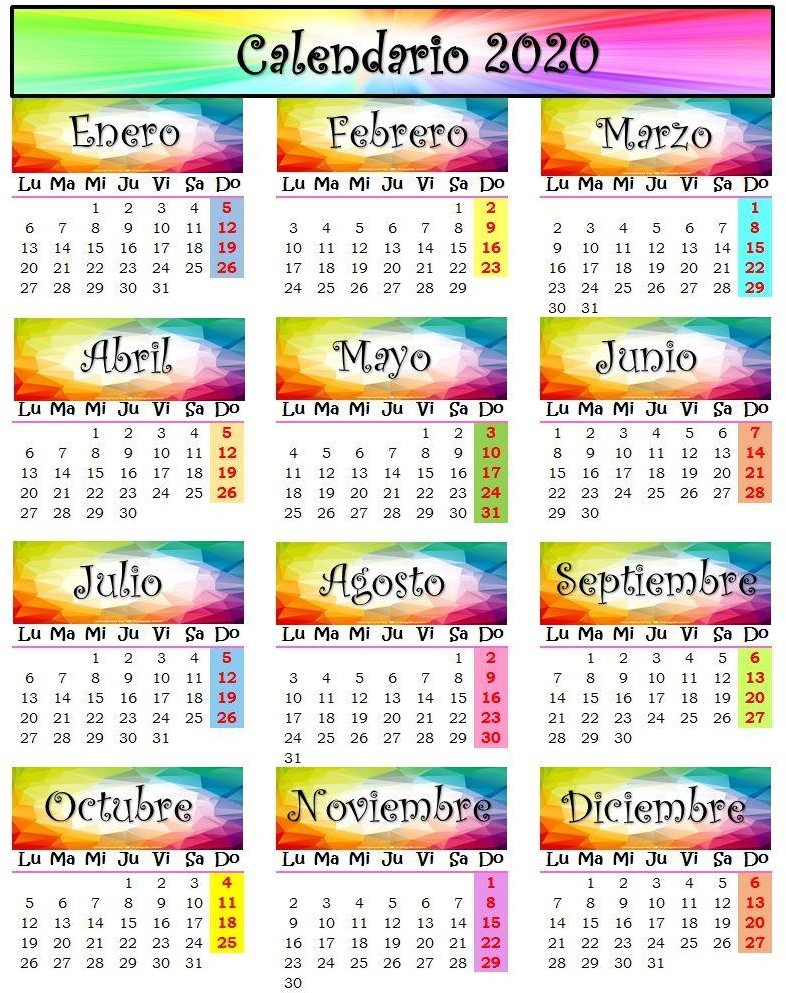 Calendario 2020
Enero Febrero Marzo
Lu Ma Mi Ju Vi Sa Do Lu Ma Mi Ju Vi Sa Do Lu Ma Mi Ju Vi Sa Do
1 2 3 4 5 1 2 1
6 7 8 9 10 11 12 3 4 5 6 7 8 9 2 3 4 5 6 7 8
13 14 15 16 17 18 19 10 11 12 13 14 15 16 9 10 11 12 13 14 15
20 21 22 23 24 25 26 17 18 19 20 21 22 23 16 17 18 19 20 21 22
27 28 29 30 31 24 25 26 27 28 29 23 24 25 26 27 28 29
30 31
Abril Mayo Junio
Lu Ma Mi Ju Vi Sa Do Lu Ma Mi Ju Vi Sa Do Lu Ma Mi Ju Vi Sa Do
1 2 3 4 5 1 2 3 1 2 3 4 5 6 7
6 7 8 9 10 11 12 4 5 6 7 8 9 10 8 9 10 11 12 13 14
13 14 15 16 17 18 19 11 12 13 14 15 16 17 15 16 17 18 19 20 21
20 21 22 23 24 25 26 18 19 20 21 22 23 24 22 23 24 25 26 27 28
27 28 29 30 25 26 27 28 29 30 31 29 30
Julio Agosto Septiembre
Lu Ma Mi Ju Vi Sa Do Lu Ma Mi Ju Vi Sa Do Lu Ma Mi Ju Vi Sa Do
1 2 3 4 5 1 2 1 2 3 4 5 6
6 7 8 9 10 11 12 3 4 5 6 7 8 9 7 8 9 10 11 12 13
13 14 15 16 17 18 19 10 11 12 13 14 15 16 14 15 16 17 18 19 20
20 21 22 23 24 25 26 17 18 19 20 21 22 23 21 22 23 24 25 26 27
27 28 29 30 31 24 25 26 27 28 29 30 28 29 30
31
Octubre Noviembre Diciembre
Lu Ma Mi Ju Vi Sa Do Lu Ma Mi Ju Vi Sa Do Lu Ma Mi Ju Vi Sa Do
1 2 3 4 1 1 2 3 4 5 6
5 6 7 8 9 10 11 2 3 4 5 6 7 8 7 8 9 10 11 12 13
12 13 14 15 16 17 18 9 10 11 12 13 14 15 14 15 16 17 18 19 20
19 20 21 22 23 24 25 16 17 18 19 20 21 22 21 22 23 24 25 26 27
26 27 28 29 30 31 23 24 25 26 27 28 29 28 29 30 31
30